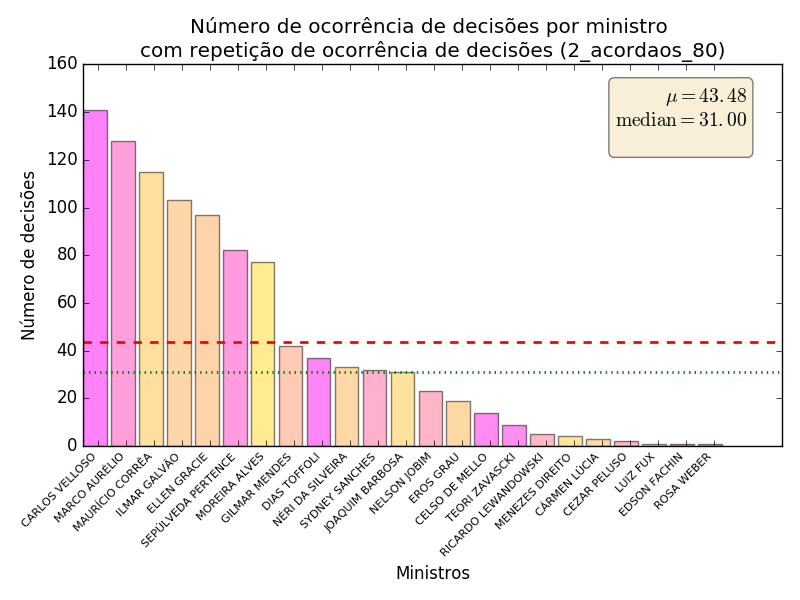 Número de ocorrência de decisões por ministro
com repetição de ocorrência de decisões (2_acordaos_80)
μ = 43.48
median = 31.00
Número de decisões
160
140
120
100
80
60
40
20
0
CARLOS VELLOSO
MARCO AURÉLIO
MAURÍCIO CORRÊA
ILMAR GALVÃO
ELLEN GRACIE
SEPÚLVEDA PERTENCE
MOREIRA ALVES
GILMAR MENDES
DIAS TOFFOLI
NÉRI DA SILVEIRA
SYDNEY SANCHES
JOAQUIM BARBOSA
NELSON JOBIM
EROS GRAU
CELSO DE MELLO
TEORI ZAVASCKI
RICARDO LEWANDOWSKI
MENEZES DIREITO
CÁRMEN LÚCIA
CEZAR PELUSO
LUIZ FUX
EDSON FACHIN
ROSA WEBER
Ministros